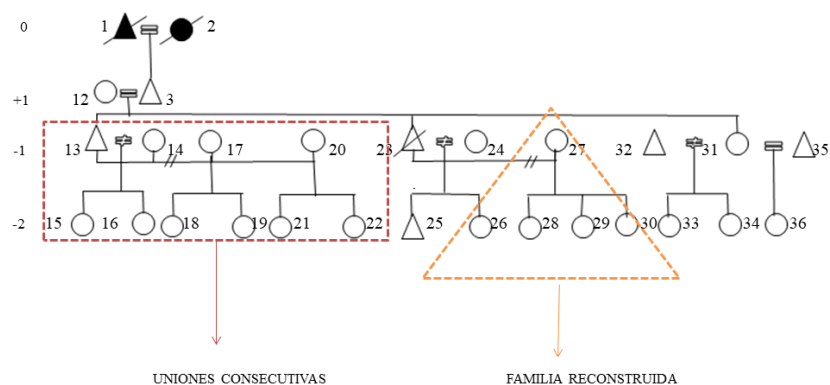 0 1 2
12 3
+1
-1 13 14 17 20 23 24 27 32 31 35
-2 15 16 18 19 21 22 25 26 28 29 30 33 34 36
UNIONES CONSECUTIVAS FAMILIA RECONSTRUIDA